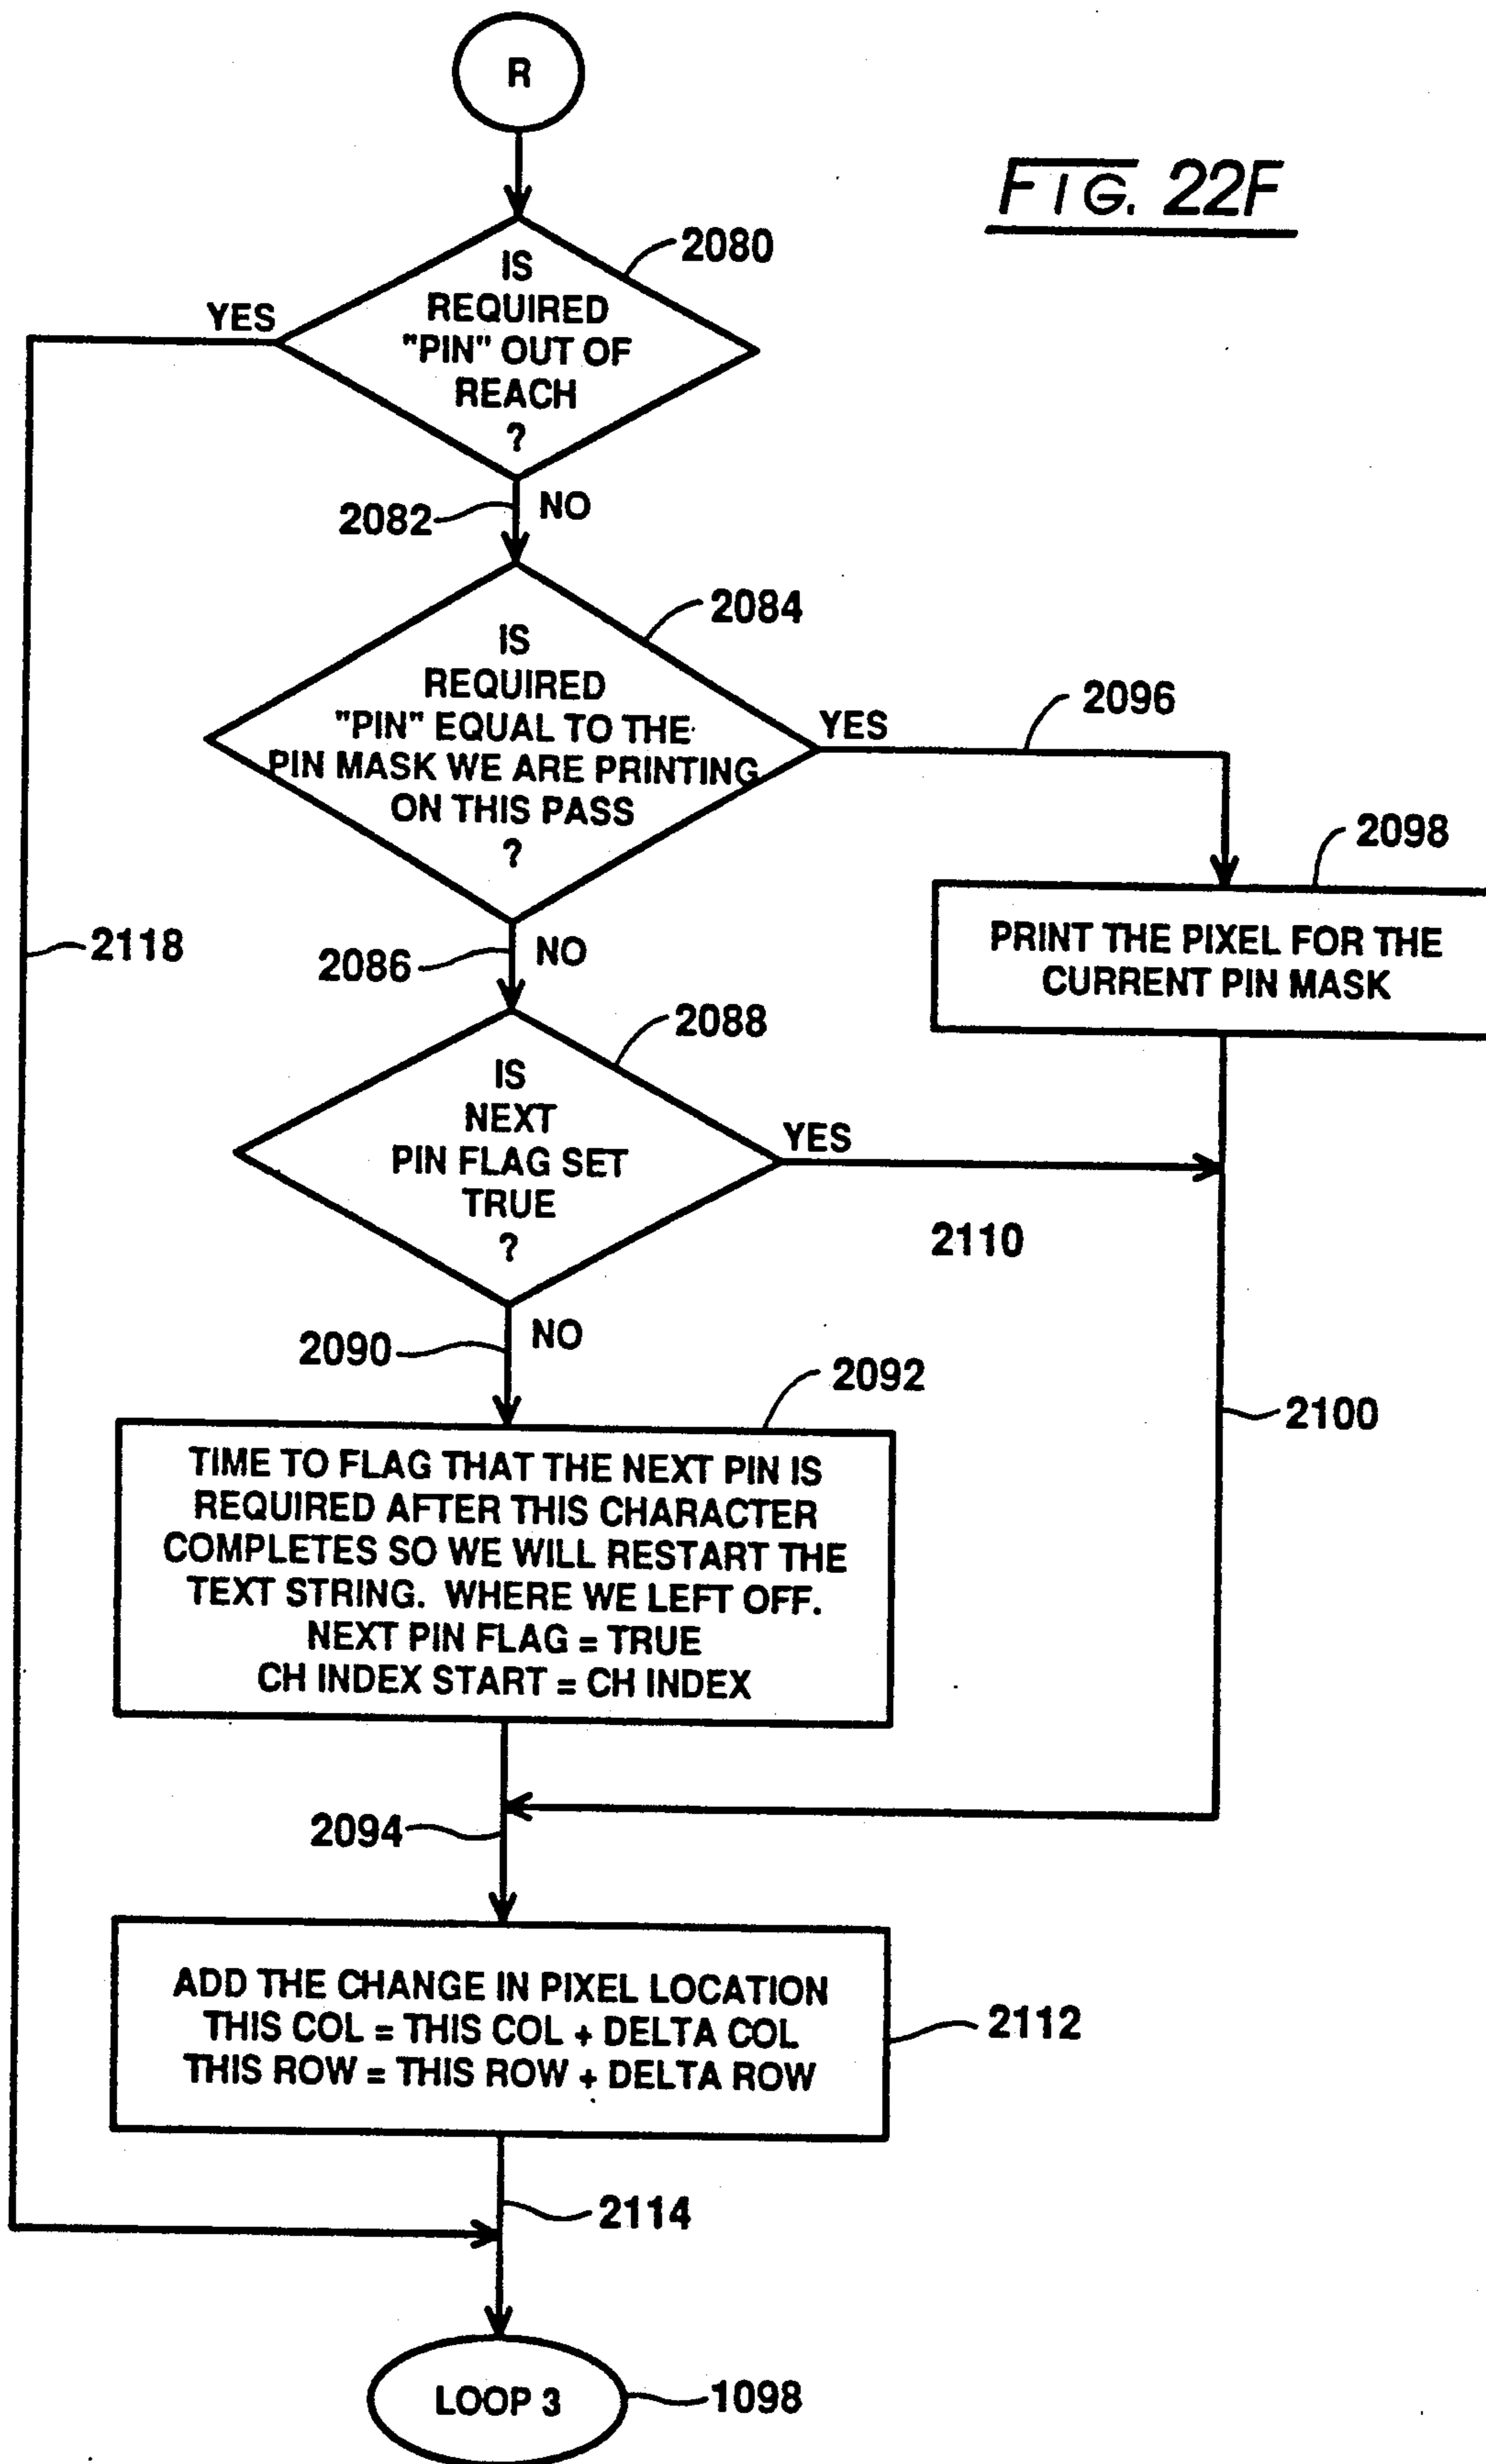 R
FIG. 22F
2080
IS
REQUIRED
"PIN" OUT OF
REACH
?
YES
2082
NO
2084
IS
REQUIRED
"PIN" EQUAL TO THE
PIN MASK WE ARE PRINTING
ON THIS PASS
?
YES
2096
2098
PRINT THE PIXEL FOR THE
CURRENT PIN MASK
2118
2086
NO
2088
IS
NEXT
PIN FLAG SET
TRUE
?
YES
2110
2090
NO
2092
2100
TIME TO FLAG THAT THE NEXT PIN IS
REQUIRED AFTER THIS CHARACTER
COMPLETES SO WE WILL RESTART THE
TEXT STRING. WHERE WE LEFT OFF.
NEXT PIN FLAG = TRUE
CH INDEX START = CH INDEX
2094
ADD THE CHANGE IN PIXEL LOCATION
THIS COL = THIS COL + DELTA COL
THIS ROW = THIS ROW + DELTA ROW
2112
2114
LOOP 3
1098